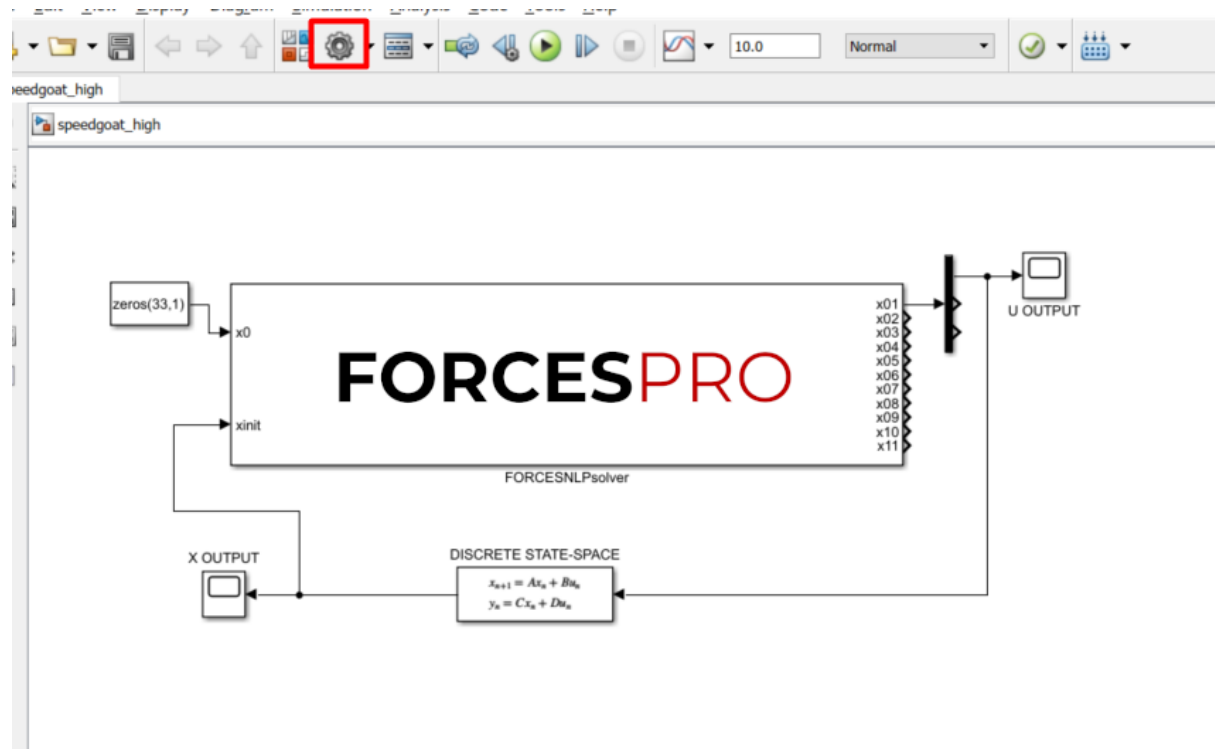 10.0
Normal
speedgoat_high
zeros(33,1)
x0
xinit
FORCESPRO
x01
x02
x03
x04
x05
x06
x07
x08
x09
x10
x11
FORCESNLPsolver
U OUTPUT
X OUTPUT
DISCRETE STATE-SPACE
xₙ₊₁ = Axₙ + Buₙ
yₙ = Cxₙ + Duₙ